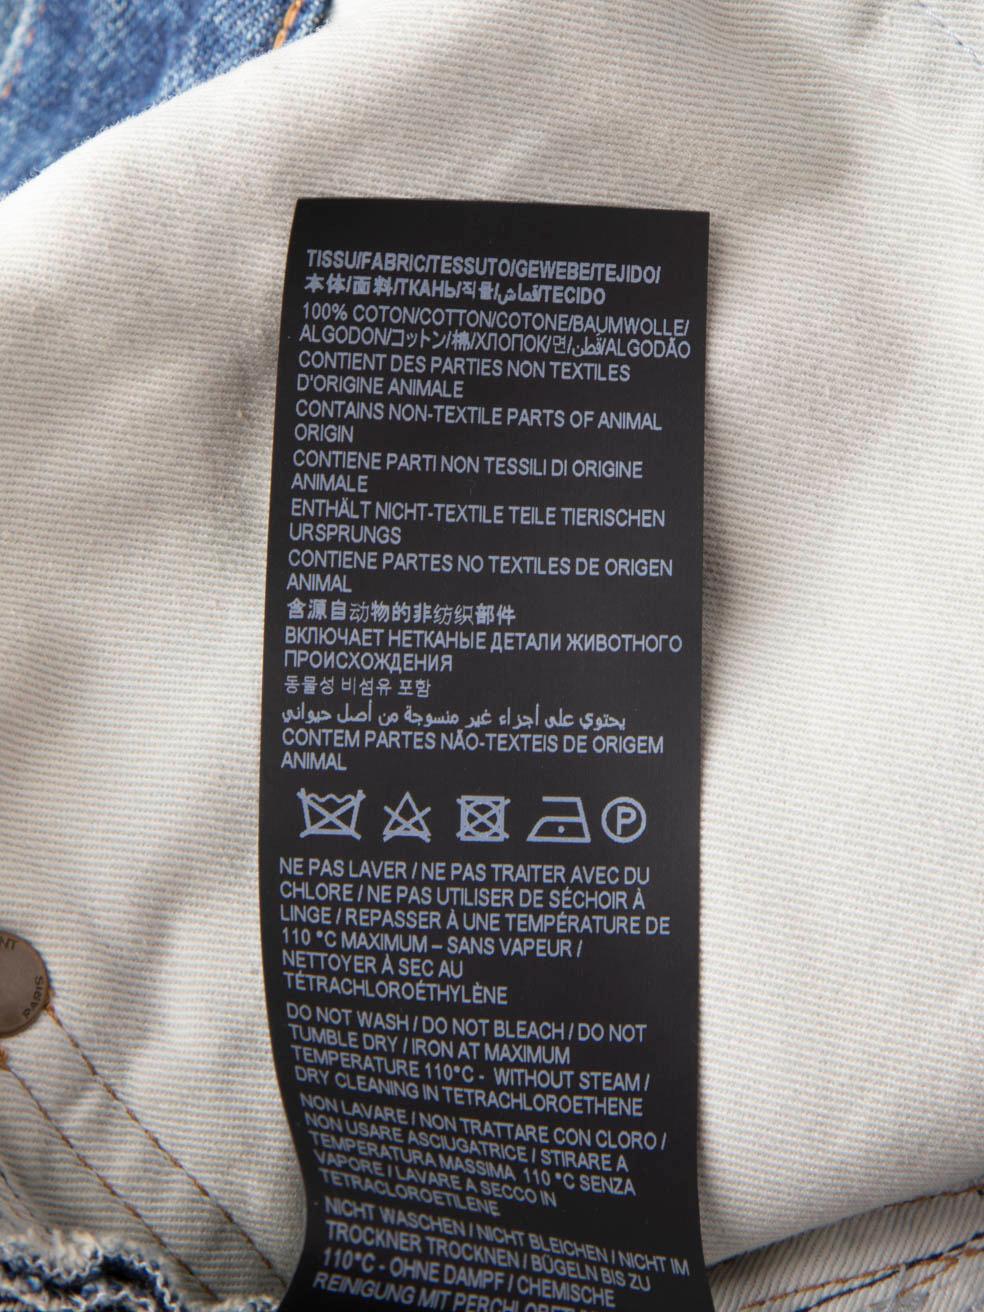 TISSU/FABRIC/TESSUTO/GEWEBE/TEJIDO/
本体/面料/ТКАНЬ/직물/قماش/TECIDO
100% COTON/COTTON/COTONE/BAUMWOLLE/
ALGODON/コットン/棉/ХЛОПОК/면/قطن/ALGODÃO
CONTIENT DES PARTIES NON TEXTILES
D'ORIGINE ANIMALE
CONTAINS NON-TEXTILE PARTS OF ANIMAL
ORIGIN
CONTIENE PARTI NON TESSILI DI ORIGINE
ANIMALE
ENTHÄLT NICHT-TEXTILE TEILE TIERISCHEN
URSPRUNGS
CONTIENE PARTES NO TEXTILES DE ORIGEN
ANIMAL
含源自动物的非纺织部件
ВКЛЮЧАЕТ НЕТКАНЫЕ ДЕТАЛИ ЖИВОТНОГО
ПРОИСХОЖДЕНИЯ
동물성 비섬유 포함
يحتوي على أجزاء غير منسوجة من أصل حيواني
CONTEM PARTES NÃO-TEXTEIS DE ORIGEM
ANIMAL
P
NE PAS LAVER / NE PAS TRAITER AVEC DU
CHLORE / NE PAS UTILISER DE SÉCHOIR À
LINGE / REPASSER À UNE TEMPÉRATURE DE
110 °C MAXIMUM – SANS VAPEUR /
NETTOYER À SEC AU
TÉTRACHLOROÉTHYLÈNE
DO NOT WASH / DO NOT BLEACH / DO NOT
TUMBLE DRY / IRON AT MAXIMUM
TEMPERATURE 110°C - WITHOUT STEAM /
DRY CLEANING IN TETRACHLOROETHENE
NON LAVARE / NON TRATTARE CON CLORO /
NON USARE ASCIUGATRICE / STIRARE A
TEMPERATURA MASSIMA 110 °C SENZA
VAPORE / LAVARE A SECCO IN
TETRACLOROETILENE
NICHT WASCHEN / NICHT BLEICHEN / NICHT IM
TROCKNER TROCKNEN / BÜGELN BIS ZU
110°C - OHNE DAMPF / CHEMISCHE
REINIGUNG MIT PERCHLOR
PARIS